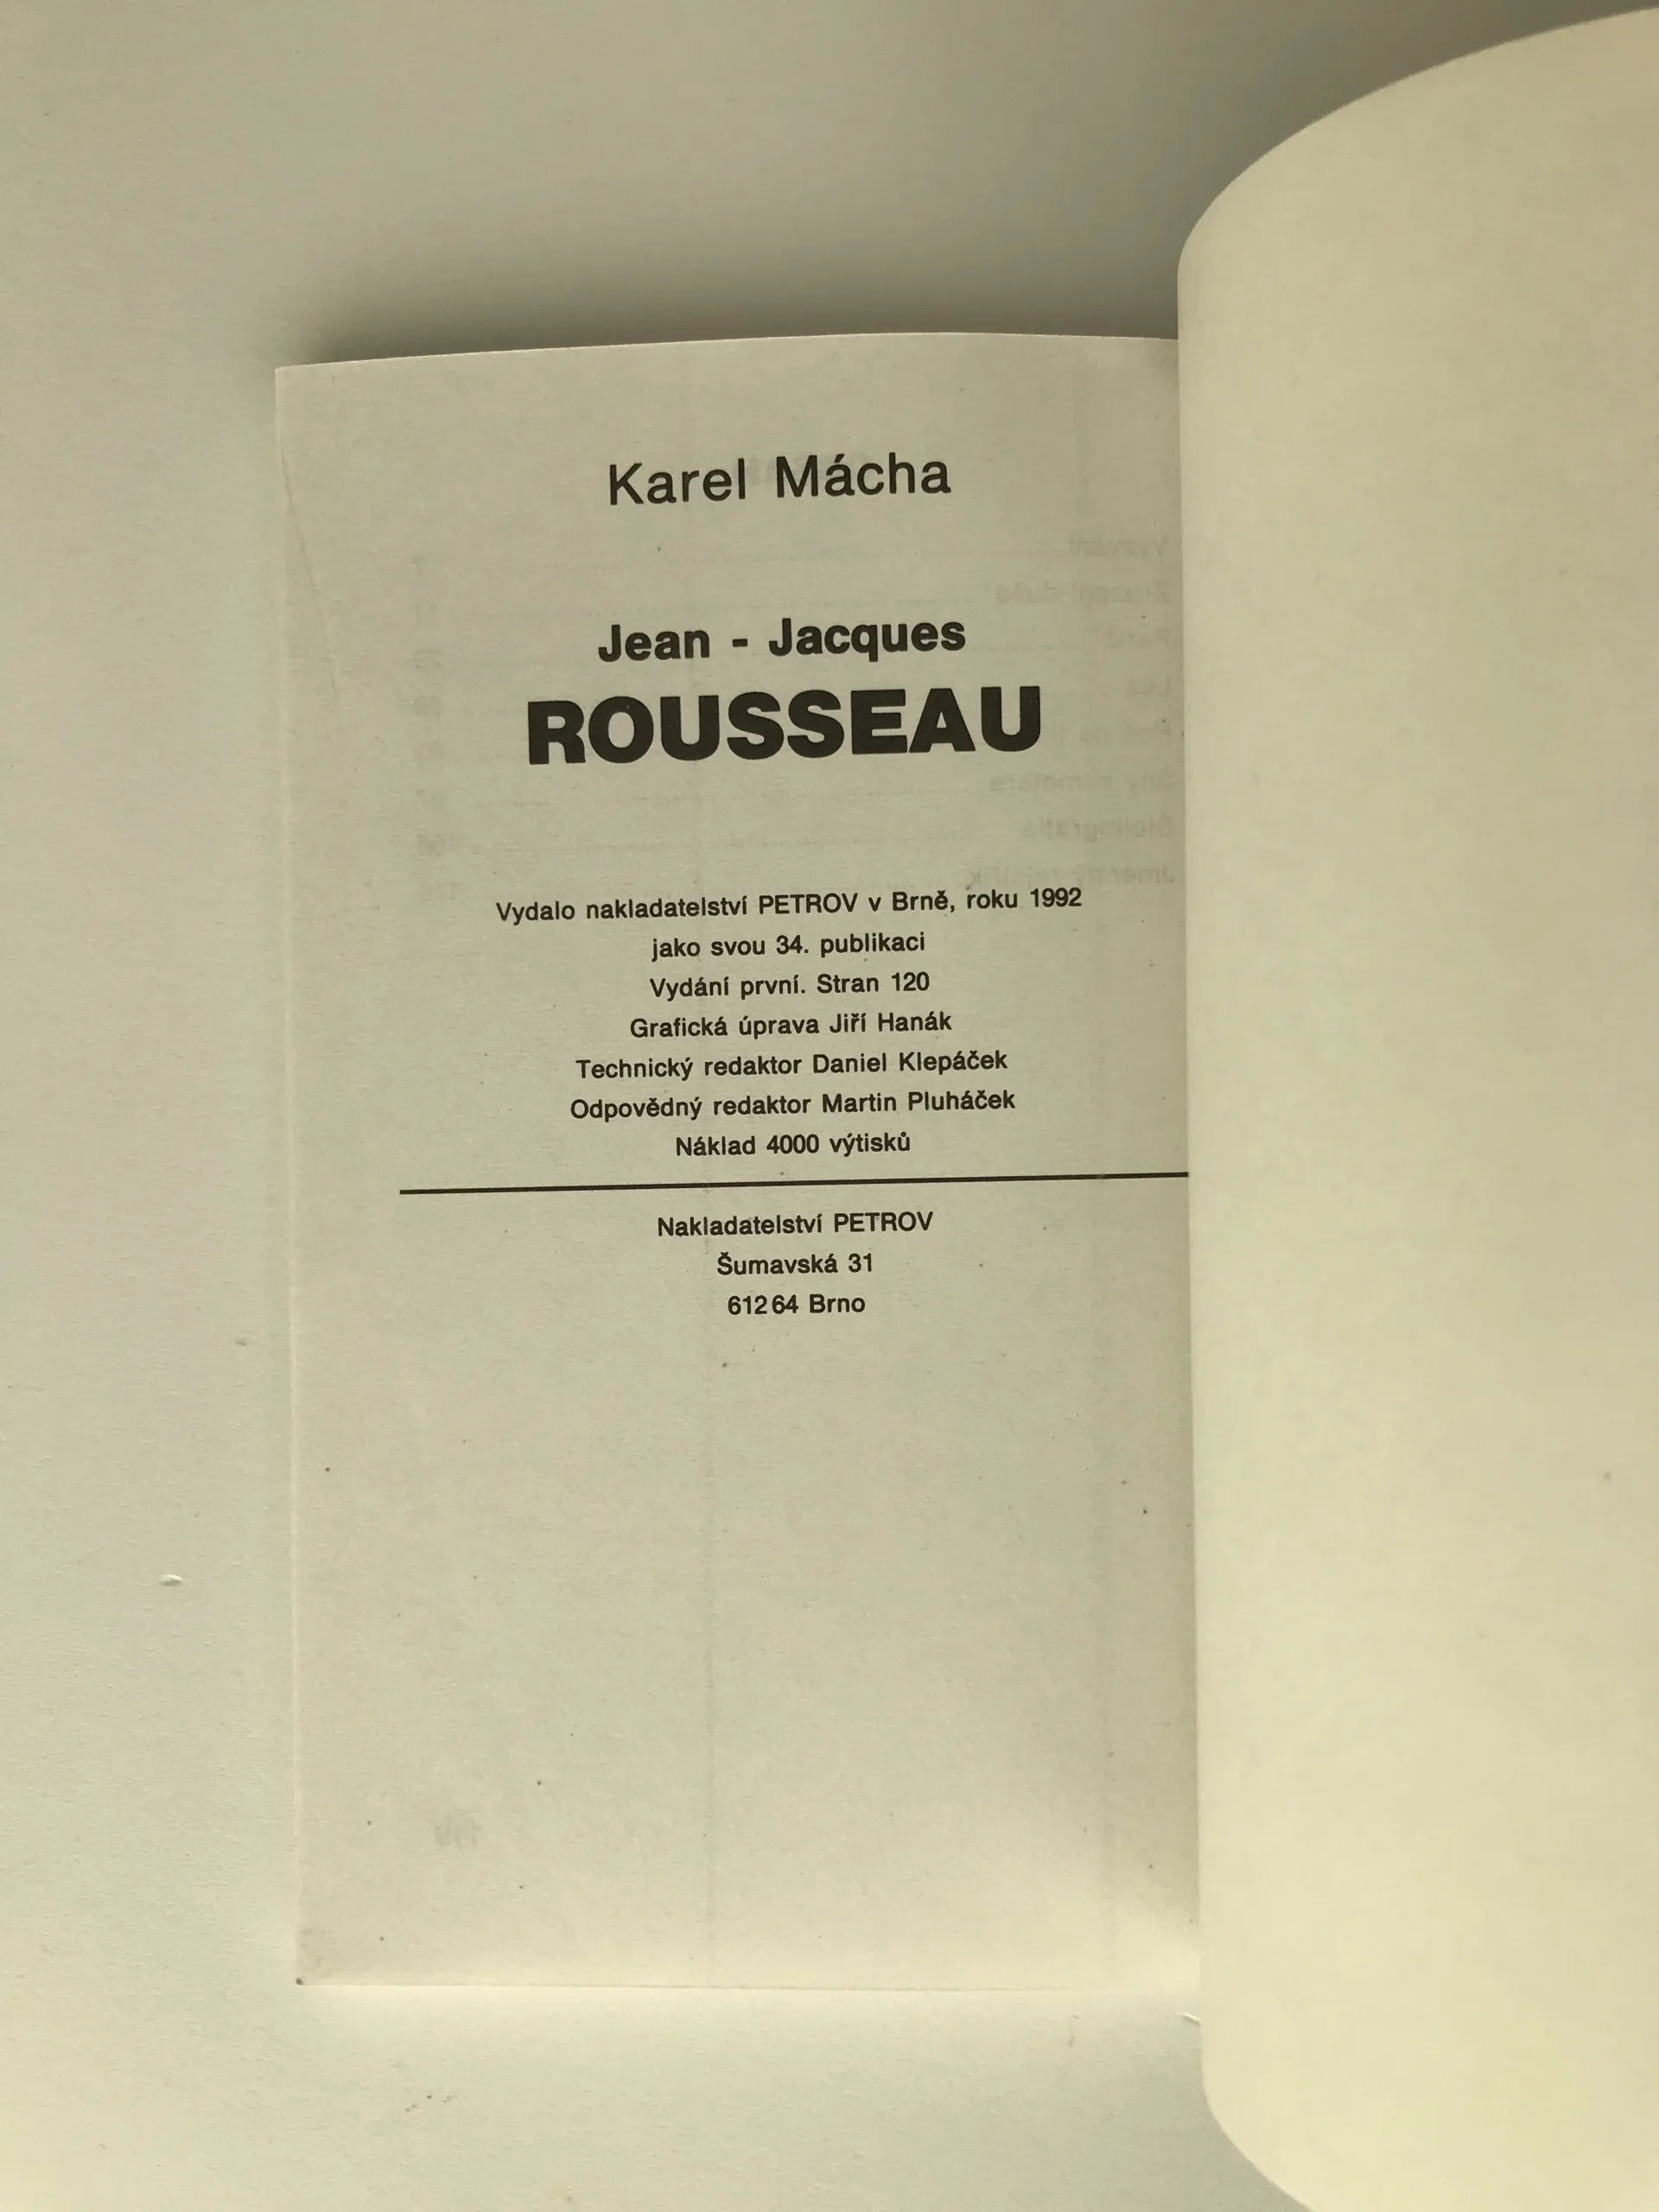 Karel Mácha
Jean - Jacques
ROUSSEAU
Vydalo nakladatelství PETROV v Brně, roku 1992
jako svou 34. publikaci
Vydání první. Stran 120
Grafická úprava Jiří Hanák
Technický redaktor Daniel Klepáček
Odpovědný redaktor Martin Pluháček
Náklad 4000 výtisků
Nakladatelství PETROV
Šumavská 31
61264 Brno